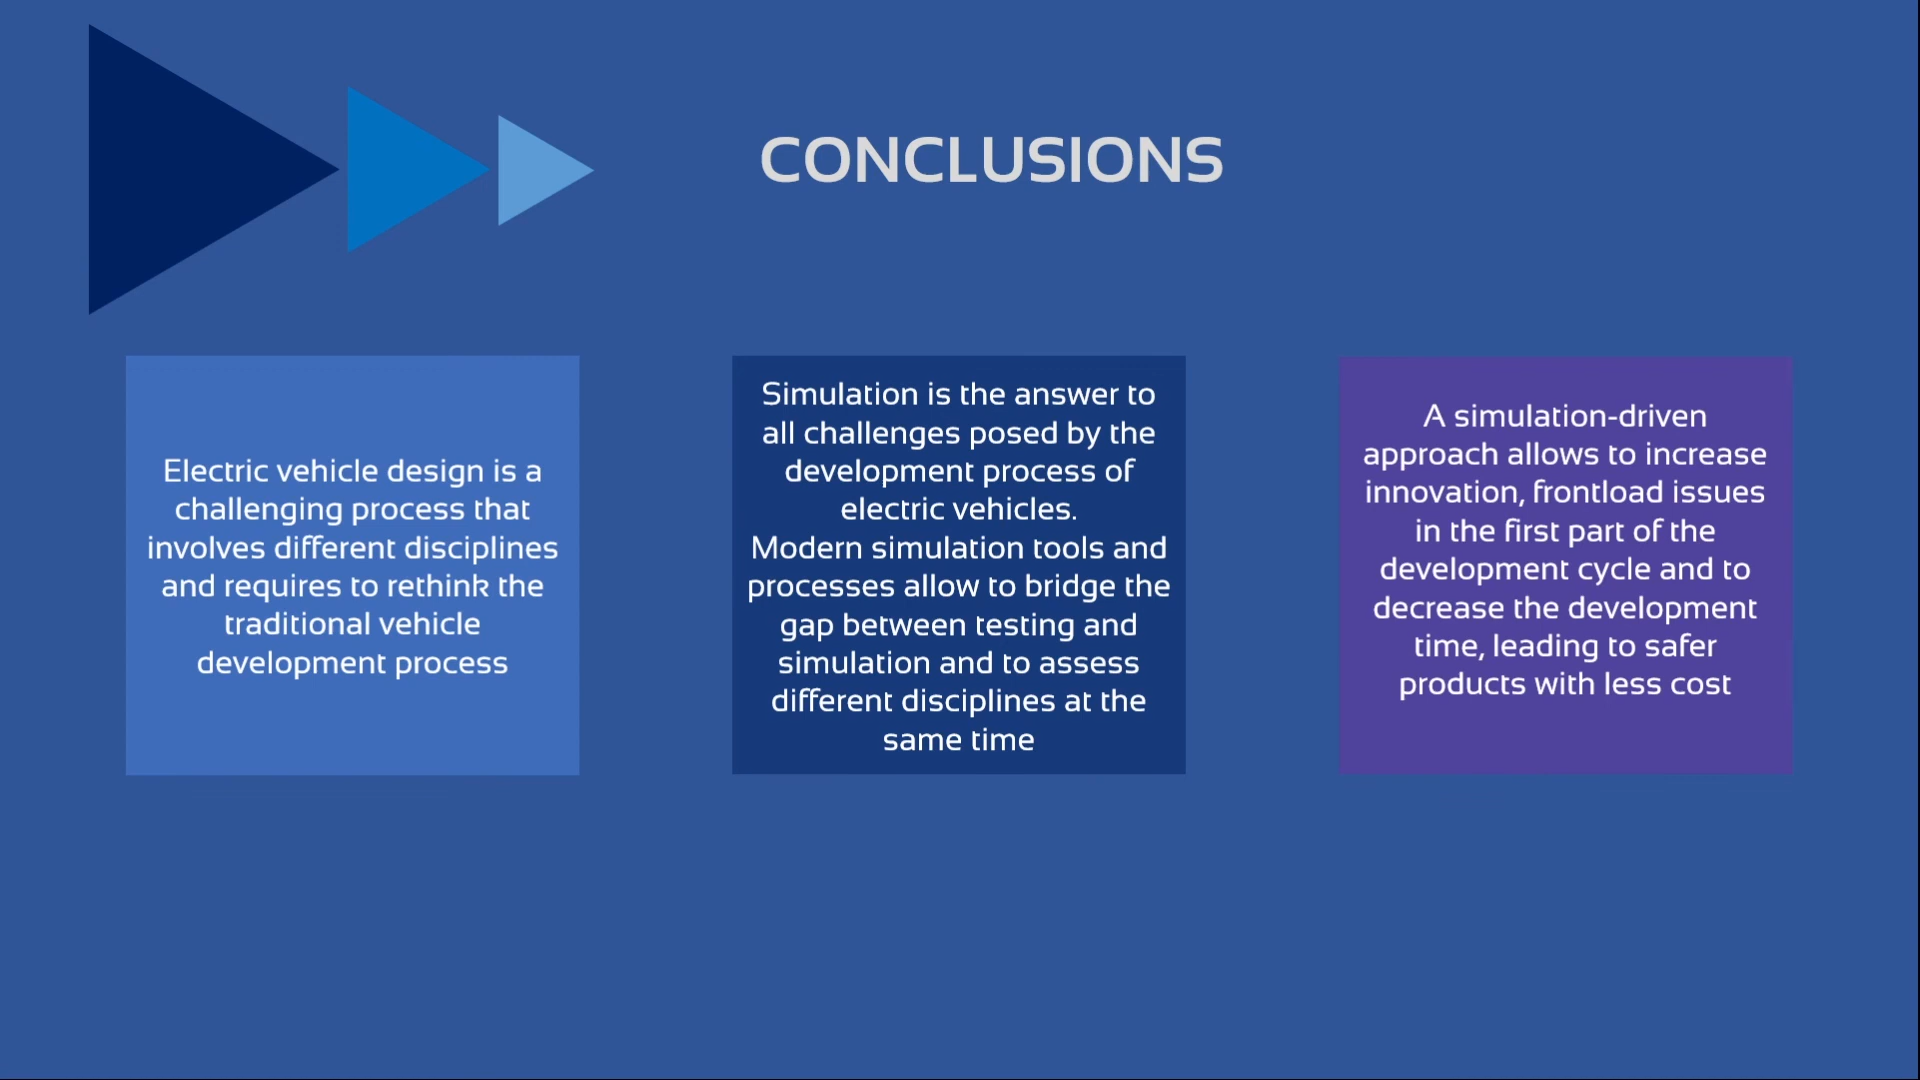 CONCLUSIONS
Electric vehicle design is a
challenging process that
involves different disciplines
and requires to rethink the
traditional vehicle
development process
Simulation is the answer to
all challenges posed by the
development process of
electric vehicles.
Modern simulation tools and
processes allow to bridge the
gap between testing and
simulation and to assess
different disciplines at the
same time
A simulation-driven
approach allows to increase
innovation, frontload issues
in the first part of the
development cycle and to
decrease the development
time, leading to safer
products with less cost